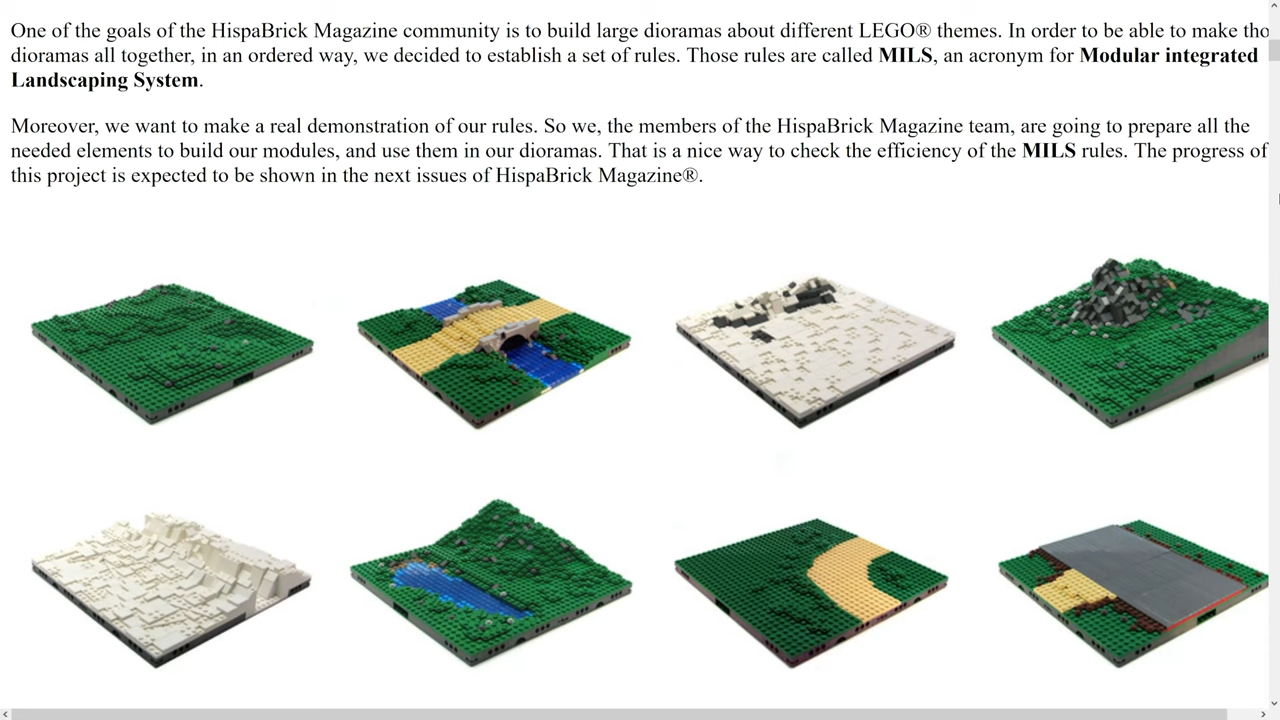 One of the goals of the HispaBrick Magazine community is to build large dioramas about different LEGO® themes. In order to be able to make tho
dioramas all together, in an ordered way, we decided to establish a set of rules. Those rules are called MILS, an acronym for Modular integrated
Landscaping System.
Moreover, we want to make a real demonstration of our rules. So we, the members of the HispaBrick Magazine team, are going to prepare all the
needed elements to build our modules, and use them in our dioramas. That is a nice way to check the efficiency of the MILS rules. The progress of
this project is expected to be shown in the next issues of HispaBrick Magazine®.